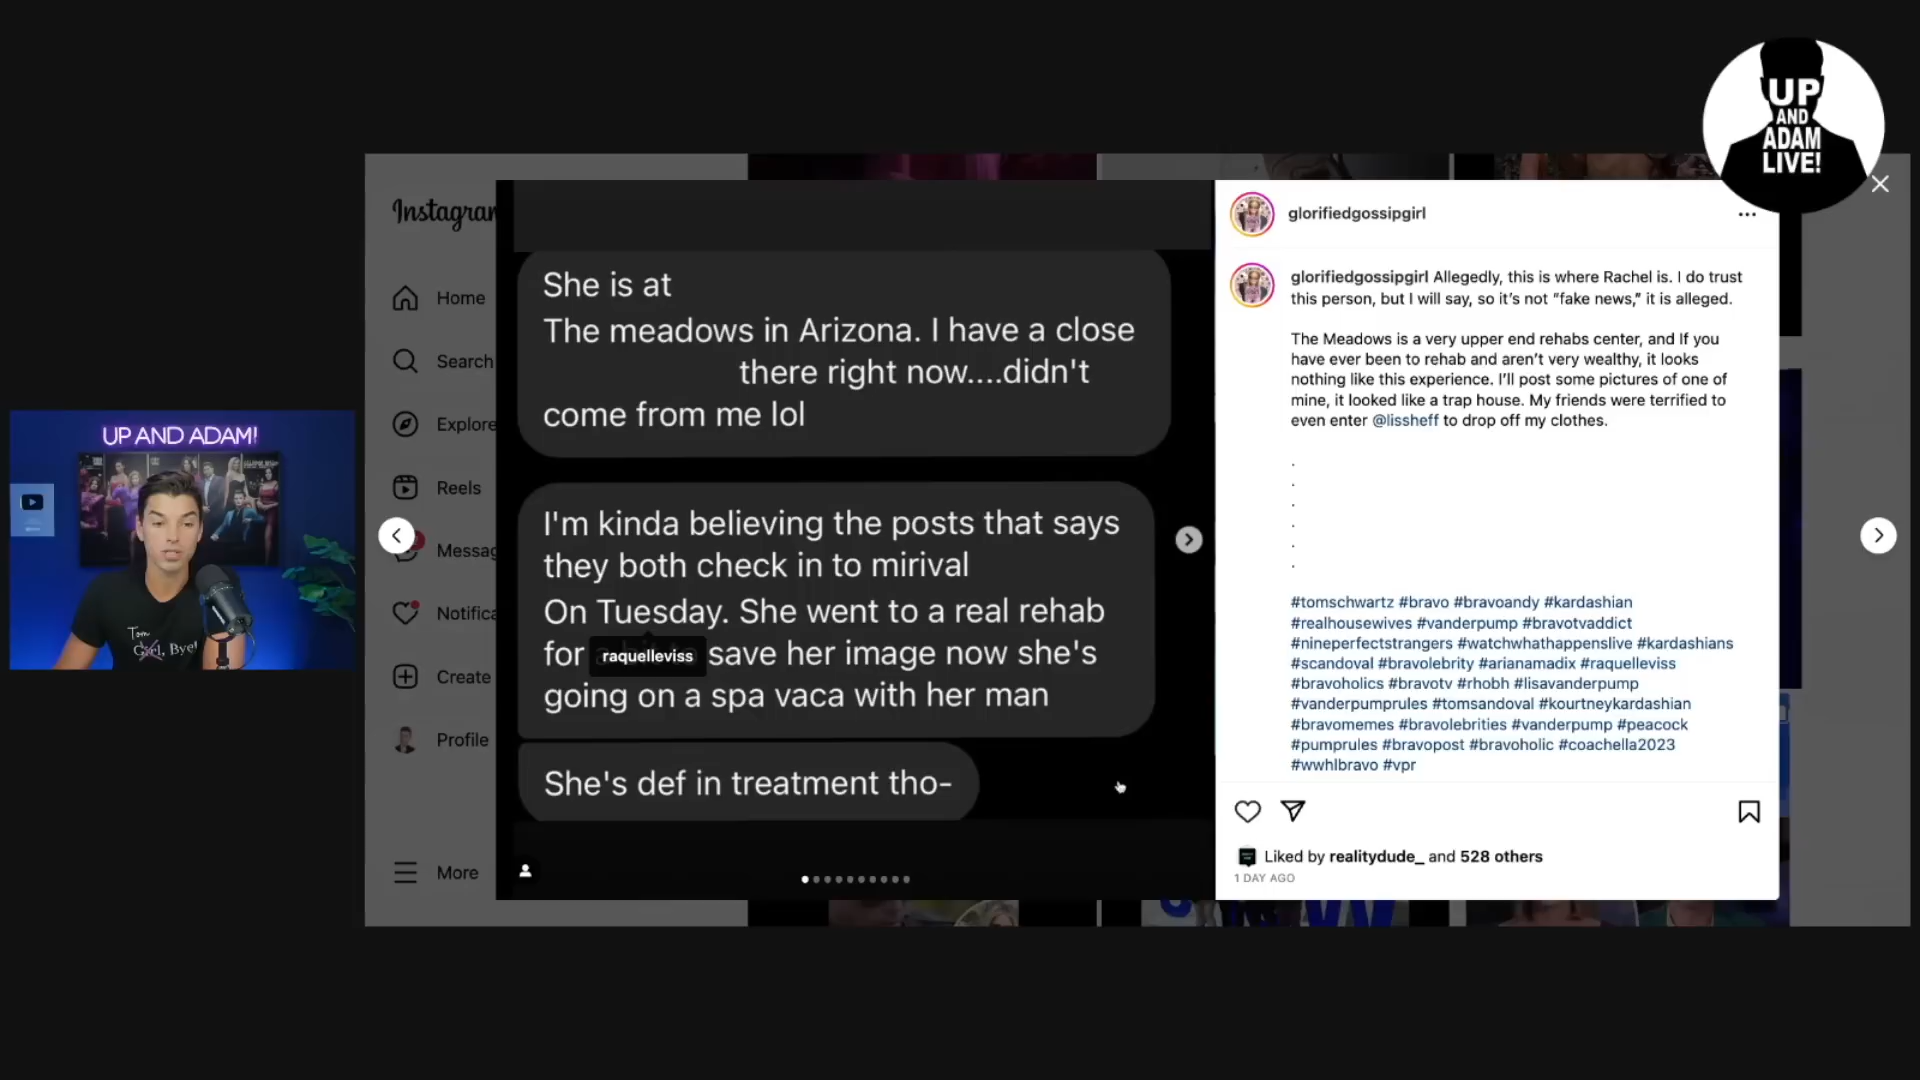 UP
AND
ADAM
LIVE!
Instagram
Home
Search
Explore
Reels
Messag
Notifica
Create
Profile
More
UP AND ADAM!
Tom
Girl, Bye!
She is at
The meadows in Arizona. I have a close
there right now....didn't
come from me lol
I'm kinda believing the posts that says
they both check in to mirival
On Tuesday. She went to a real rehab
for save her image now she's
raquelleviss
going on a spa vaca with her man
She's def in treatment tho-
glorifiedgossipgirl
glorifiedgossipgirl Allegedly, this is where Rachel is. I do trust
this person, but I will say, so it's not "fake news," it is alleged.
The Meadows is a very upper end rehabs center, and If you
have ever been to rehab and aren't very wealthy, it looks
nothing like this experience. I'll post some pictures of one of
mine, it looked like a trap house. My friends were terrified to
even enter @lissheff to drop off my clothes.
.
.
.
.
.
.
#tomschwartz #bravo #bravoandy #kardashian
#realhousewives #vanderpump #bravotvaddict
#nineperfectstrangers #watchwhathappenslive #kardashians
#scandoval #bravolebrity #arianamadix #raquelleviss
#bravoholics #bravotv #rhobh #lisavanderpump
#vanderpumprules #tomsandoval #kourtneykardashian
#bravomemes #bravolebrities #vanderpump #peacock
#pumprules #bravopost #bravoholic #coachella2023
#wwhlbravo #vpr
Liked by realitydude_ and 528 others
1 DAY AGO